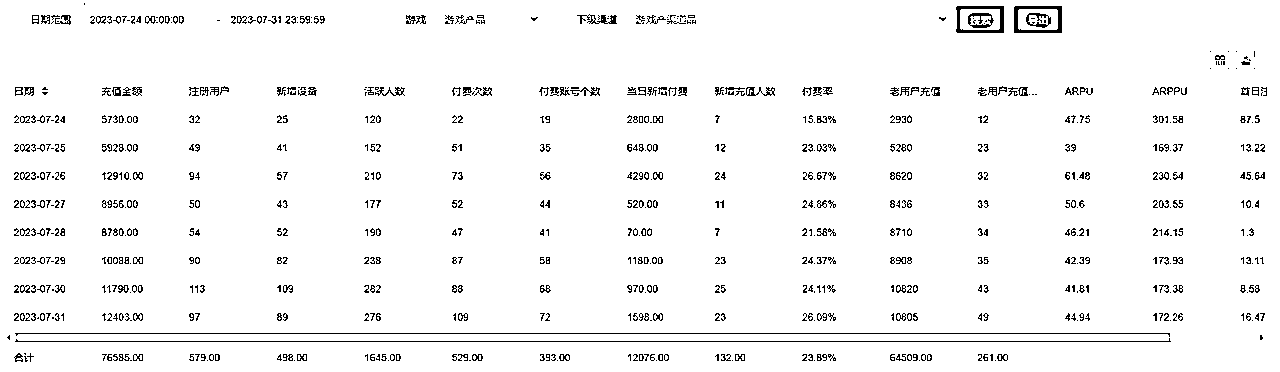 日期范围 2023-07-24 00:00:00 - 2023-07-31 23:59:59 游戏 游戏产品 下级渠道 游戏产渠道品 导出
日期 充值金额 注册用户 新增设备 活跃人数 付费次数 付费账号个数 当日新增付费 新增充值人数 付费率 老用户充值 老用户充值... ARPU ARPPU 首日注
2023-07-24 5730.00 32 25 120 22 19 2800.00 7 15.83% 2930 12 47.75 301.58 87.5
2023-07-25 5928.00 49 41 152 51 35 648.00 12 23.03% 5280 23 39 169.37 13.22
2023-07-26 12910.00 94 57 210 73 56 4290.00 24 26.67% 8620 32 61.48 230.54 45.64
2023-07-27 8956.00 50 43 177 52 44 520.00 11 24.86% 8436 33 50.6 203.55 10.4
2023-07-28 8780.00 54 52 190 47 41 70.00 7 21.58% 8710 34 46.21 214.15 1.3
2023-07-29 10088.00 90 82 238 87 58 1180.00 23 24.37% 8908 35 42.39 173.93 13.11
2023-07-30 11790.00 113 109 282 88 68 970.00 25 24.11% 10820 43 41.81 173.38 8.58
2023-07-31 12403.00 97 89 276 109 72 1598.00 23 26.09% 10805 49 44.94 172.26 16.47
合计 76585.00 579.00 498.00 1645.00 529.00 393.00 12076.00 132.00 23.89% 64509.00 261.00